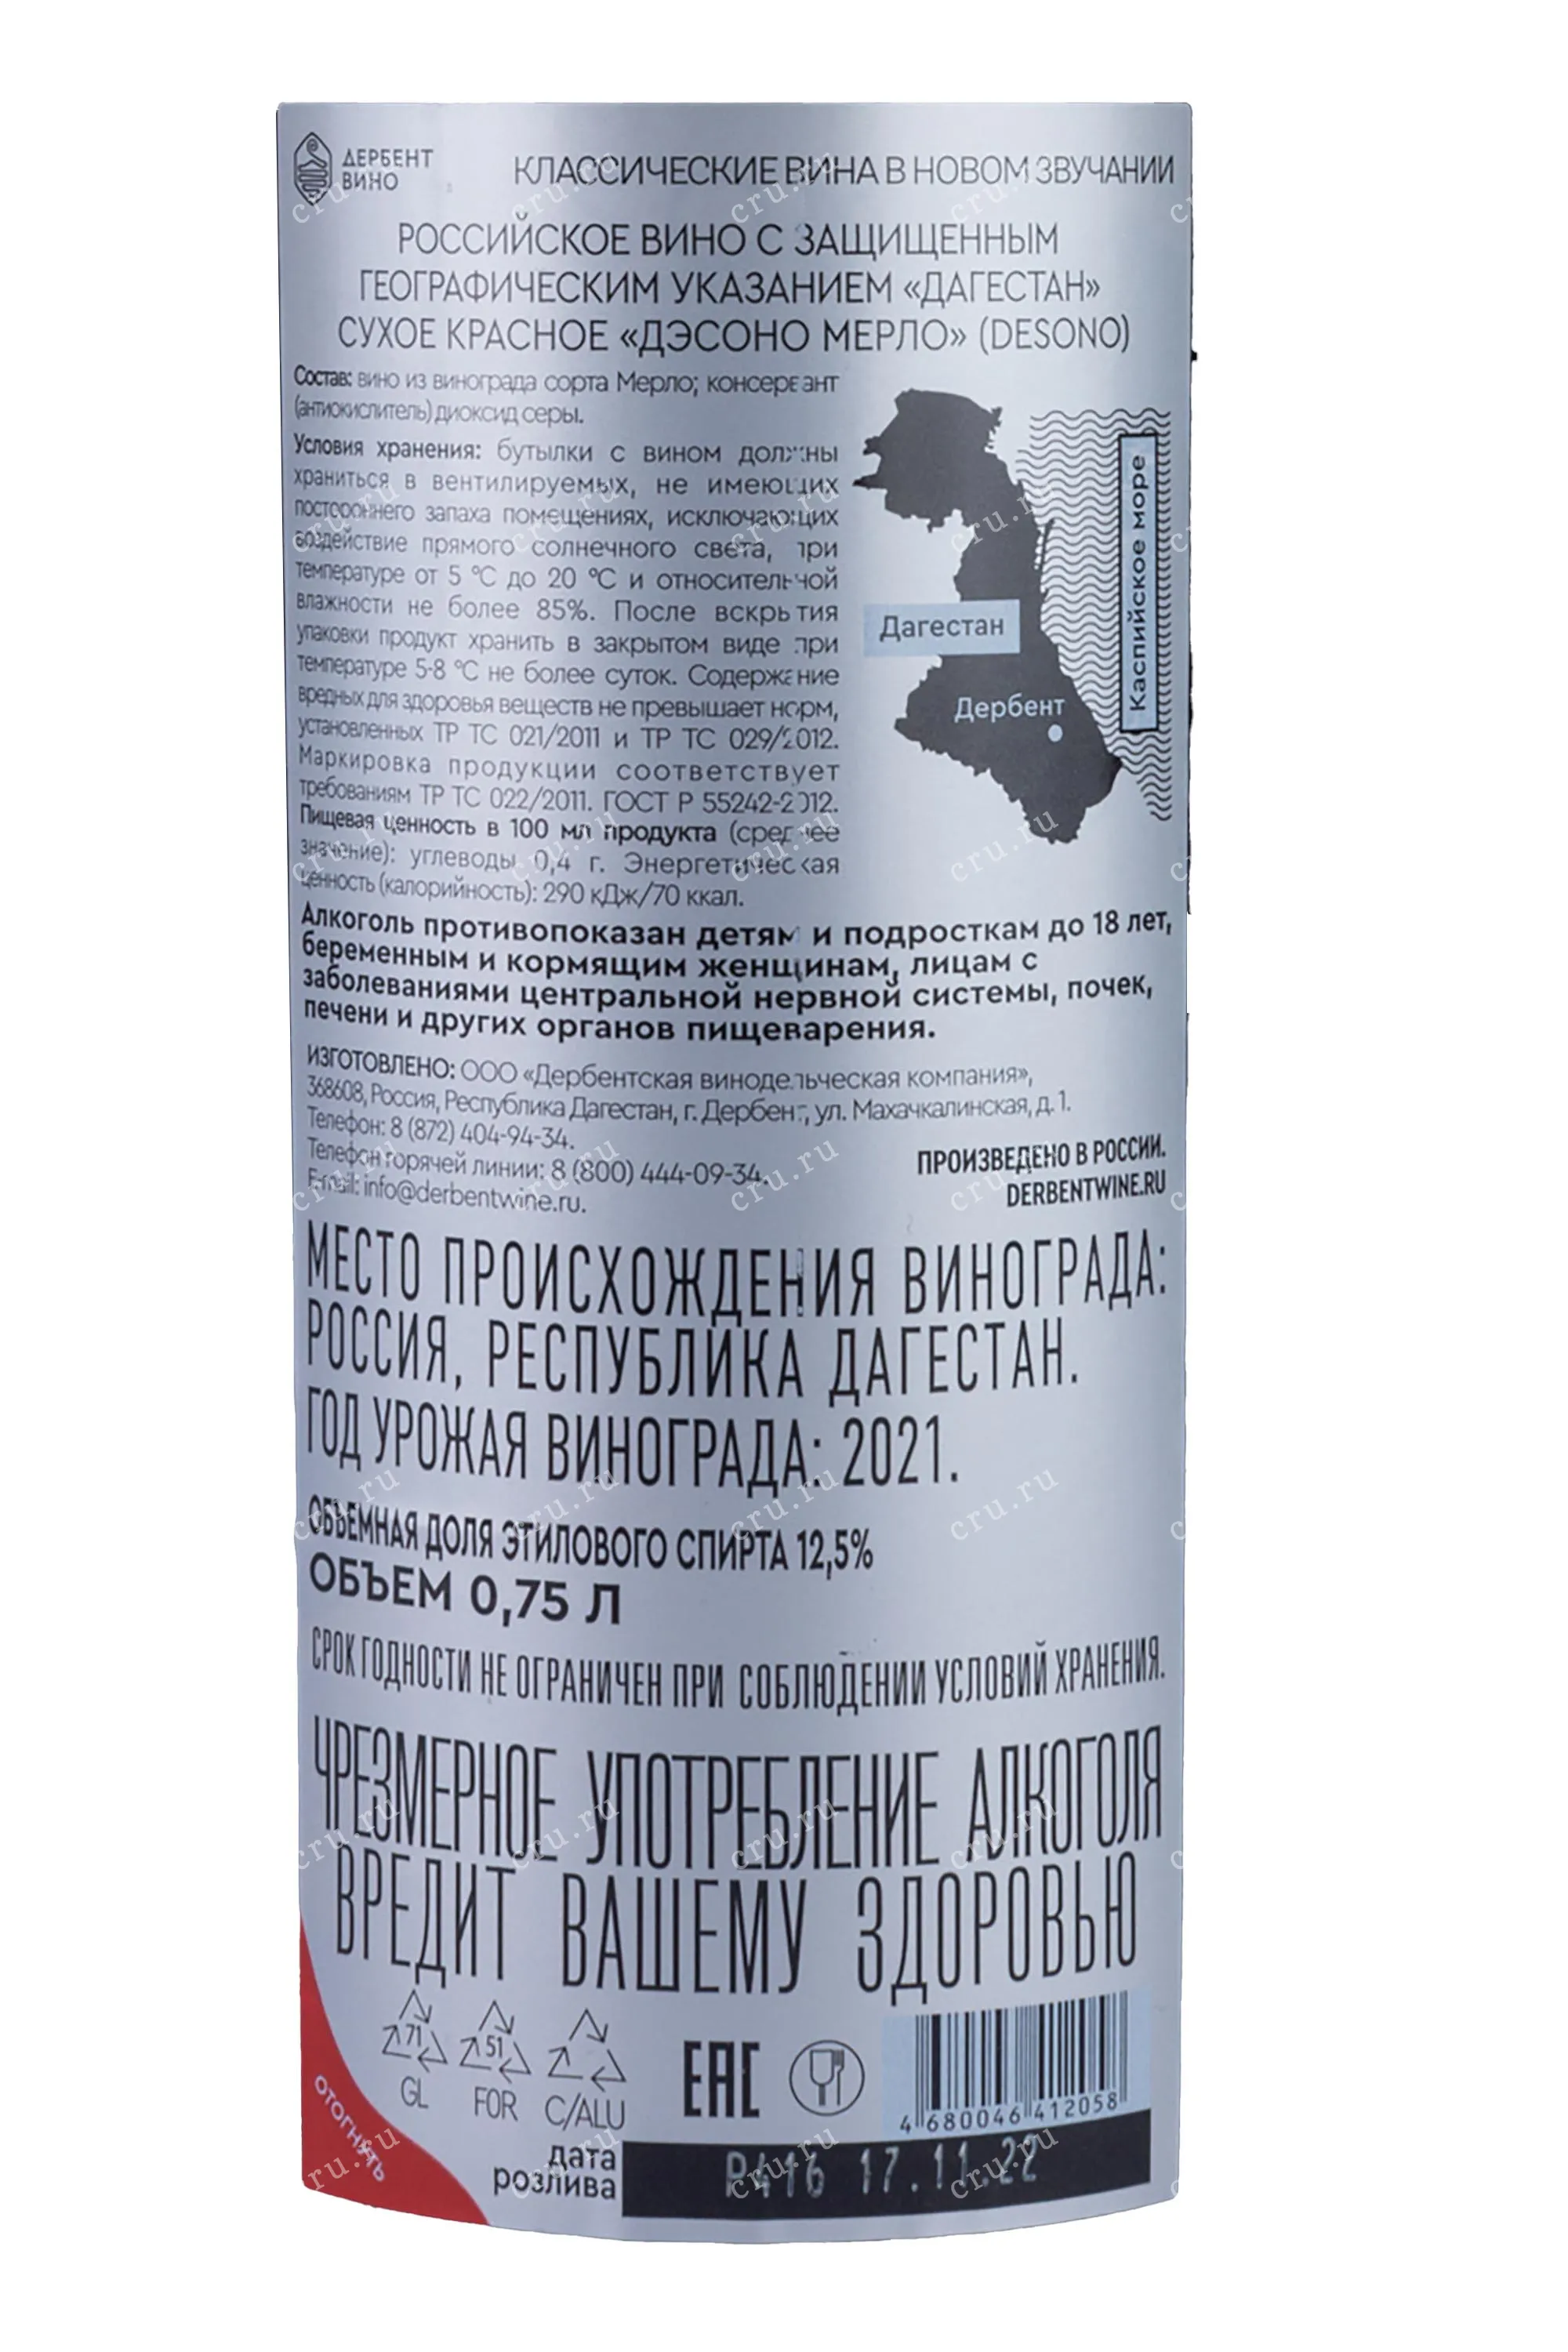 ДЕРБЕНТ
ВИНО
КЛАССИЧЕСКИЕ ВИНА В НОВОМ ЗВУЧАНИИ
РОССИЙСКОЕ ВИНО С ЗАЩИЩЕННЫМ
ГЕОГРАФИЧЕСКИМ УКАЗАНИЕМ «ДАГЕСТАН»
СУХОЕ КРАСНОЕ «ДЭСОНО МЕРЛО» (DESONO)
Состав: вино из винограда сорта Мерло; консервант
(антиокислитель) диоксид серы.
Условия хранения: бутылки с вином должны
храниться в вентилируемых, не имеющих
постороннего запаха помещениях, исключающих
воздействие прямого солнечного света, при
температуре от 5 °С до 20 °С и относительной
влажности не более 85%. После вскрытия
упаковки продукт хранить в закрытом виде при
температуре 5-8 °С не более суток. Содержание
вредных для здоровья веществ не превышает норм,
установленных ТР ТС 021/2011 и ТР ТС 029/2012.
Маркировка продукции соответствует
требованиям ТР ТС 022/2011. ГОСТ Р 55242-2012.
Пищевая ценность в 100 мл продукта (среднее
значение): углеводы 0,4 г. Энергетическая
ценность (калорийность): 290 кДж/70 ккал.
Дагестан
Дербент
Каспийское море
Алкоголь противопоказан детям и подросткам до 18 лет,
беременным и кормящим женщинам, лицам с
заболеваниями центральной нервной системы, почек,
печени и других органов пищеварения.
ИЗГОТОВЛЕНО: ООО «Дербентская винодельческая компания»,
368608, Россия, Республика Дагестан, г. Дербент, ул. Махачкалинская, д. 1.
Телефон: 8 (872) 404-94-34.
Телефон горячей линии: 8 (800) 444-09-34.
E-mail: info@derbentwine.ru.
ПРОИЗВЕДЕНО В РОССИИ.
DERBENTWINE.RU
МЕСТО ПРОИСХОЖДЕНИЯ ВИНОГРАДА:
РОССИЯ, РЕСПУБЛИКА ДАГЕСТАН.
ГОД УРОЖАЯ ВИНОГРАДА: 2021.
ОБЪЕМНАЯ ДОЛЯ ЭТИЛОВОГО СПИРТА 12,5%
ОБЪЕМ 0,75 Л
СРОК ГОДНОСТИ НЕ ОГРАНИЧЕН ПРИ СОБЛЮДЕНИИ УСЛОВИЙ ХРАНЕНИЯ.
ЧРЕЗМЕРНОЕ УПОТРЕБЛЕНИЕ АЛКОГОЛЯ
ВРЕДИТ ВАШЕМУ ЗДОРОВЬЮ
71
GL
51
FOR
C/ALU
EAC
4 680046 412058
ОТОГНУТЬ
дата
розлива
P416 17.11.22
cru.ru